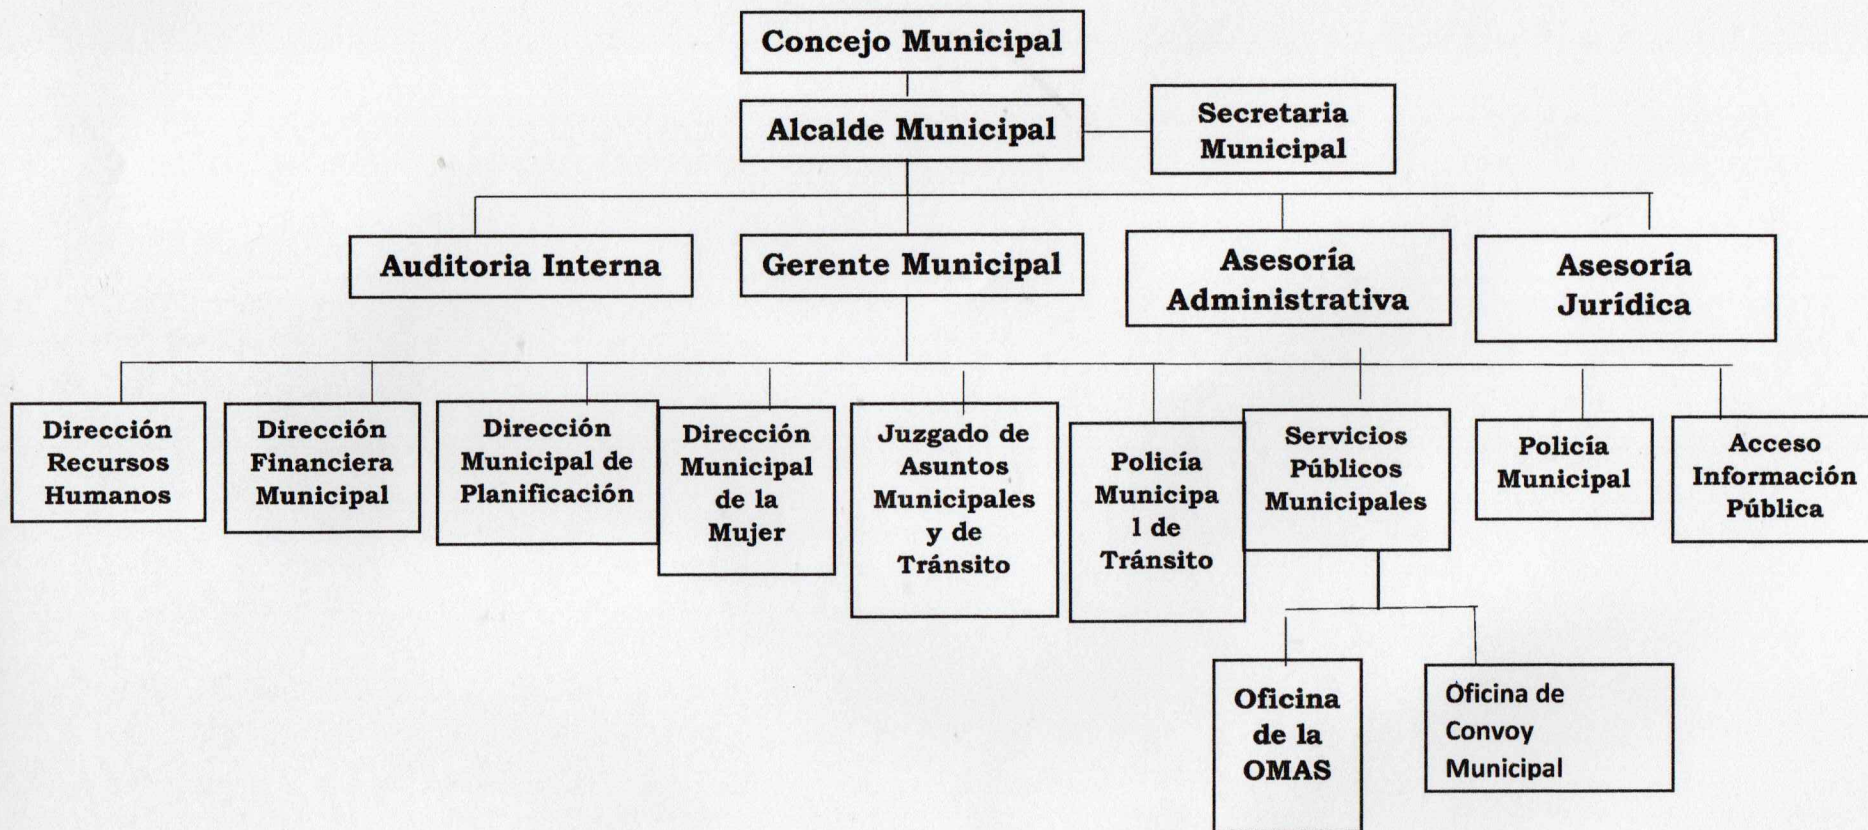 Concejo Municipal
Alcalde Municipal
Secretaria
Municipal
Auditoria Interna
Gerente Municipal
Asesoría
Administrativa
Asesoría
Jurídica
Dirección
Recursos
Humanos
Dirección
Financiera
Municipal
Dirección
Municipal de
Planificación
Dirección
Municipal
de la
Mujer
Juzgado de
Asuntos
Municipales
y de
Tránsito
Policía
Municipa
l de
Tránsito
Servicios
Públicos
Municipales
Policía
Municipal
Acceso
Información
Pública
Oficina
de la
OMAS
Oficina de
Convoy
Municipal